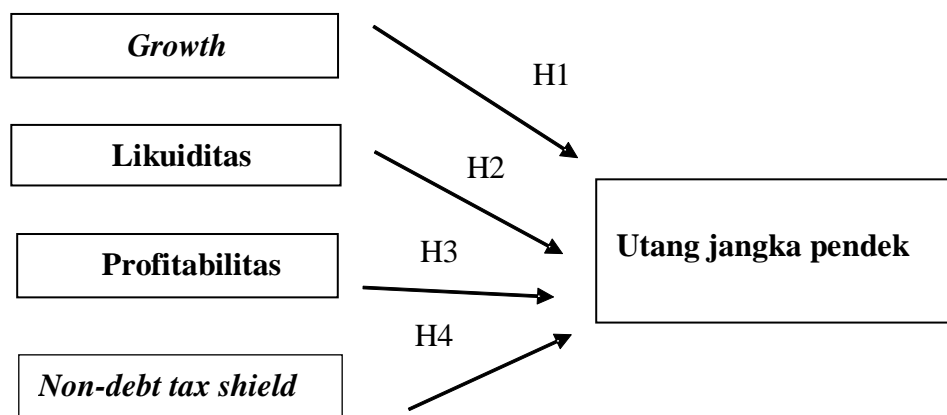 Growth
H1
Likuiditas
H2
Utang jangka pendek
Profitabilitas
H3
H4
Non-debt tax shield